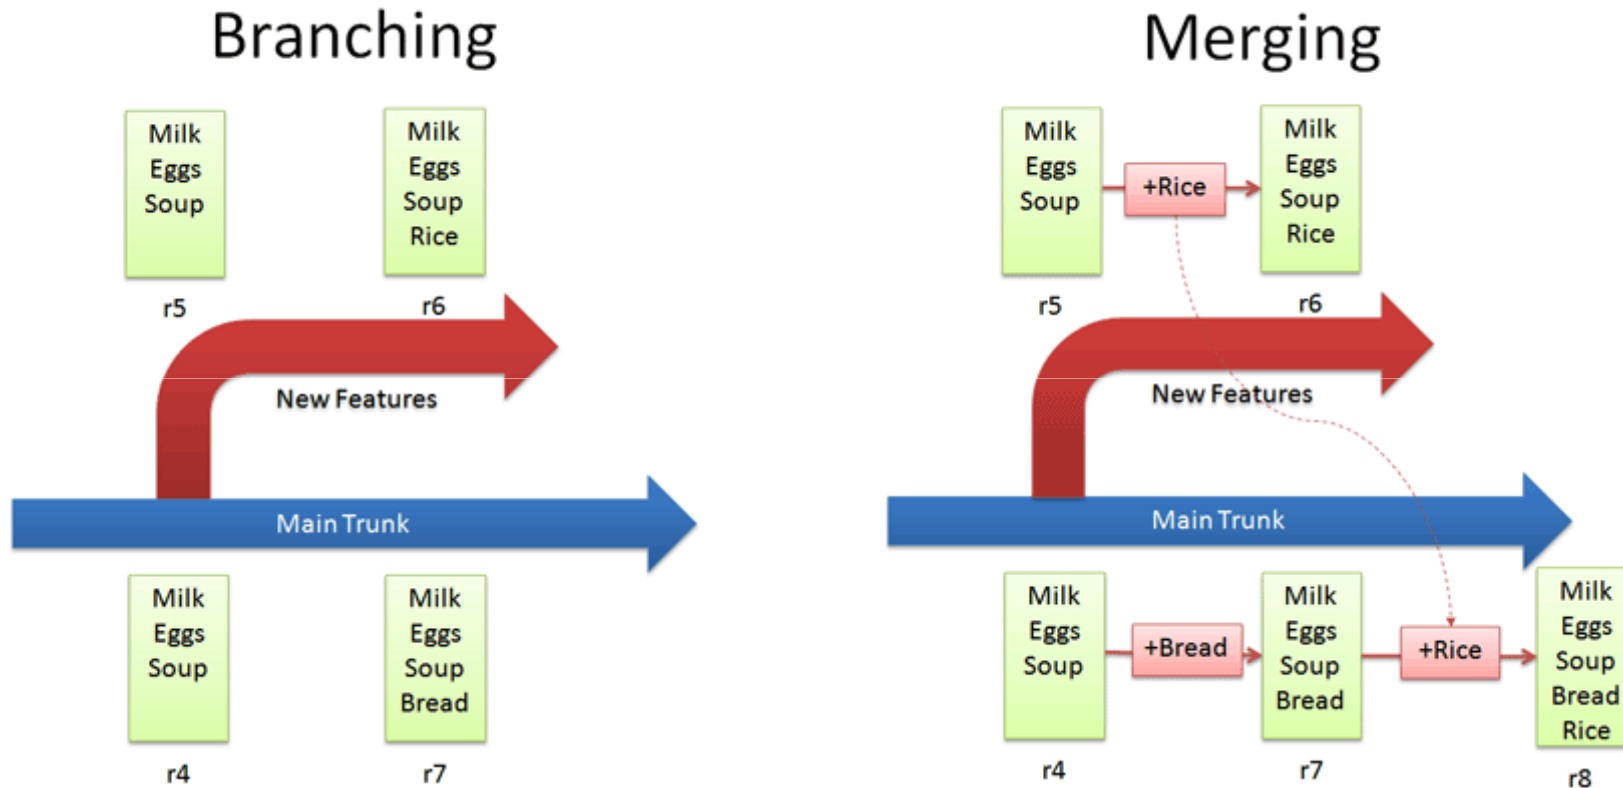 Branching
Milk
Eggs
Soup
r5
Milk
Eggs
Soup
Rice
r6
New Features
Main Trunk
Milk
Eggs
Soup
r4
Milk
Eggs
Soup
Bread
r7
Merging
Milk
Eggs
Soup
r5
+Rice
Milk
Eggs
Soup
Rice
r6
New Features
Main Trunk
Milk
Eggs
Soup
r4
+Bread
Milk
Eggs
Soup
Bread
r7
+Rice
Milk
Eggs
Soup
Bread
Rice
r8